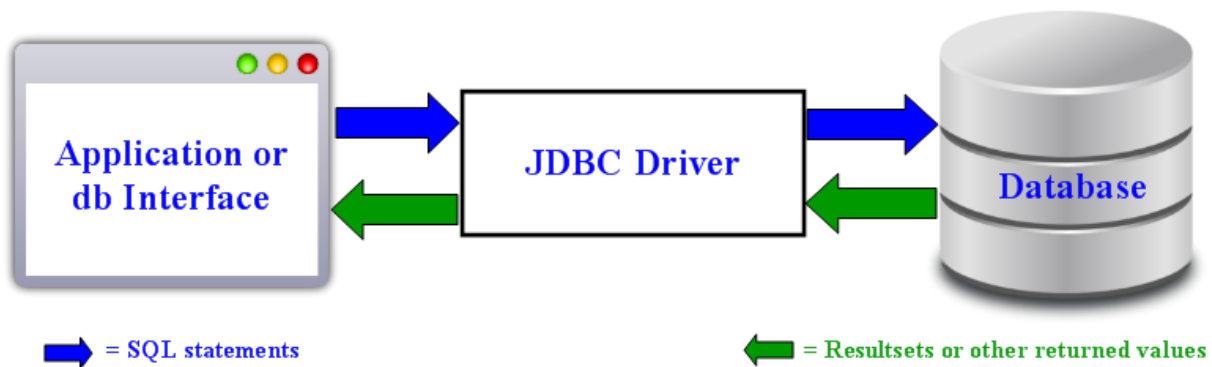 Application or
db Interface
JDBC Driver
Database
= SQL statements
= Resultsets or other returned values